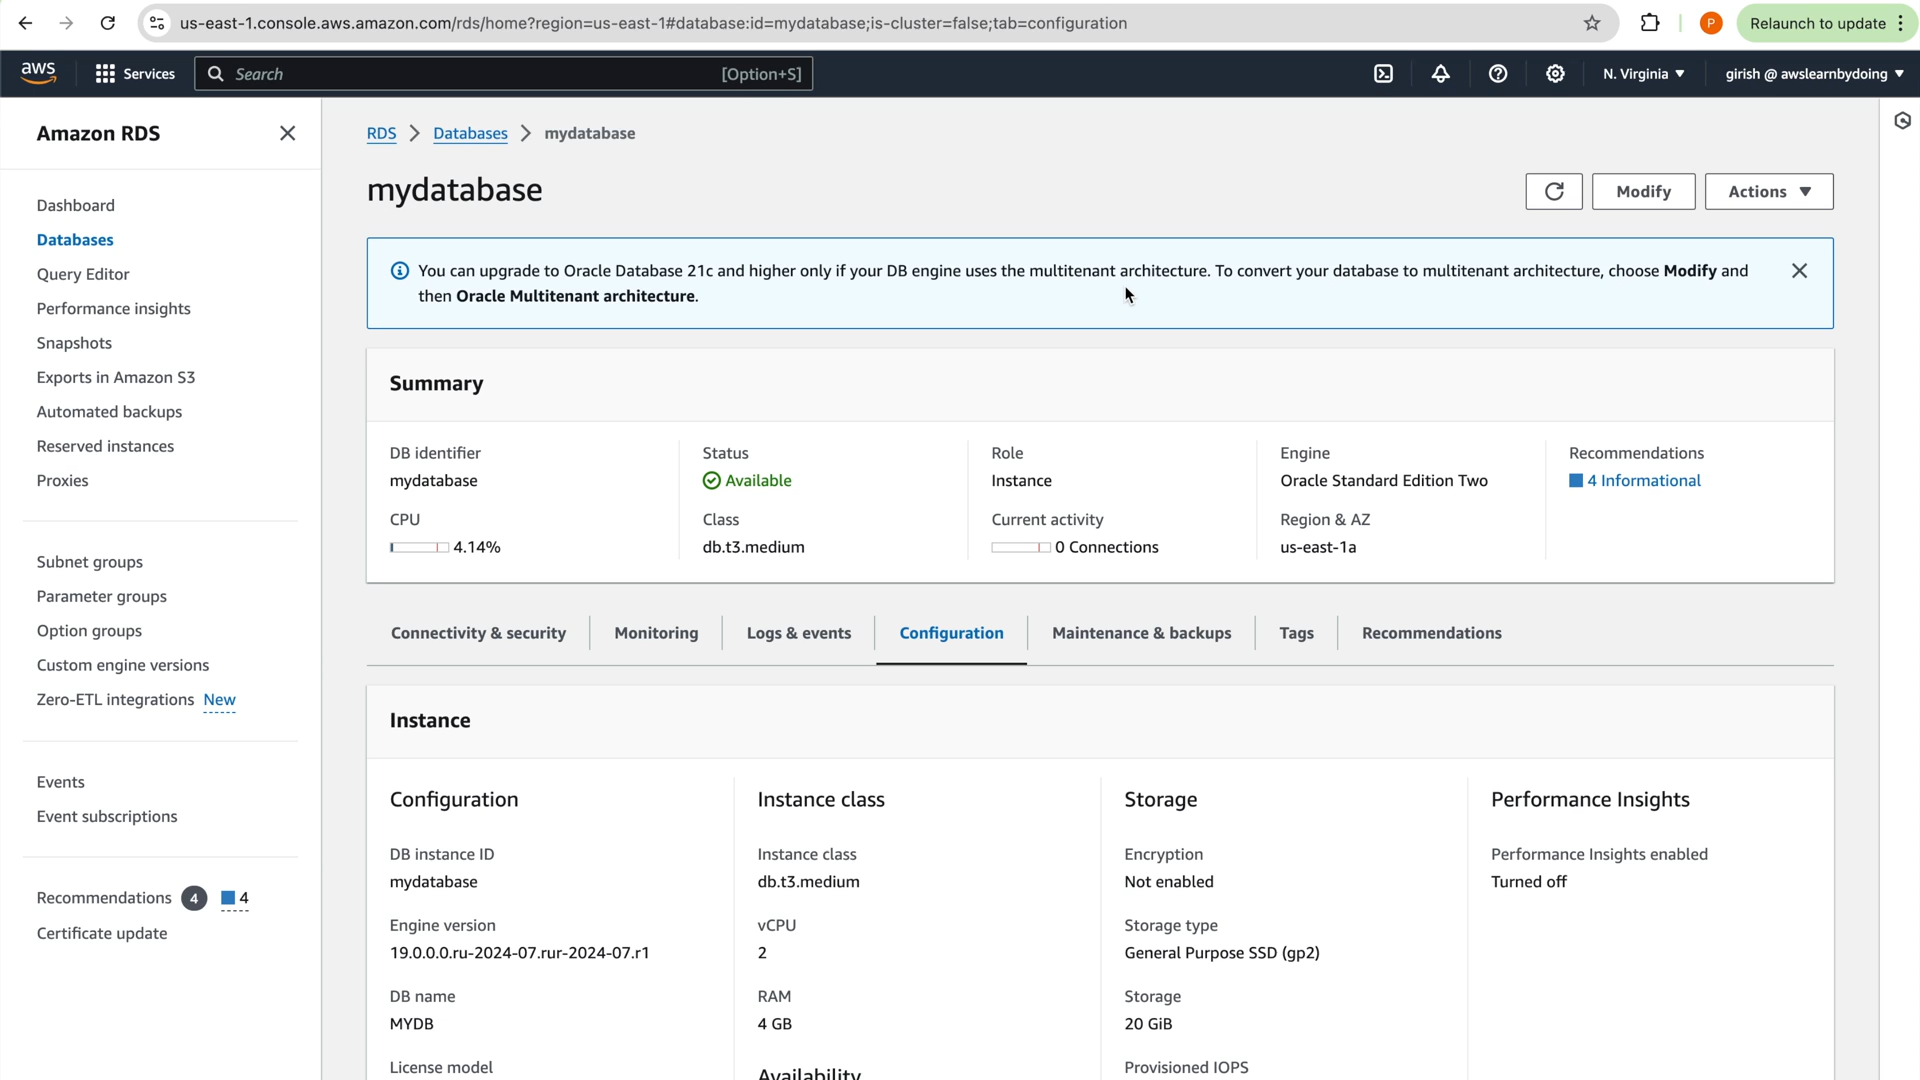 us-east-1.console.aws.amazon.com/rds/home?region=us-east-1#database:id=mydatabase;is-cluster=false;tab=configuration
P
Relaunch to update
aws
Services
Search
[Option+S]
N. Virginia
girish @ awslearnbydoing
Amazon RDS
Dashboard
Databases
Query Editor
Performance insights
Snapshots
Exports in Amazon S3
Automated backups
Reserved instances
Proxies
Subnet groups
Parameter groups
Option groups
Custom engine versions
Zero-ETL integrations New
Events
Event subscriptions
Recommendations 4 4
Certificate update
RDS > Databases > mydatabase
mydatabase
Modify
Actions
You can upgrade to Oracle Database 21c and higher only if your DB engine uses the multitenant architecture. To convert your database to multitenant architecture, choose Modify and
then Oracle Multitenant architecture.
Summary
DB identifier
mydatabase
CPU
4.14%
Status
Available
Class
db.t3.medium
Role
Instance
Current activity
0 Connections
Engine
Oracle Standard Edition Two
Region & AZ
us-east-1a
Recommendations
4 Informational
Connectivity & security
Monitoring
Logs & events
Configuration
Maintenance & backups
Tags
Recommendations
Instance
Configuration
DB instance ID
mydatabase
Engine version
19.0.0.0.ru-2024-07.rur-2024-07.r1
DB name
MYDB
License model
Instance class
Instance class
db.t3.medium
vCPU
2
RAM
4 GB
Availability
Storage
Encryption
Not enabled
Storage type
General Purpose SSD (gp2)
Storage
20 GiB
Provisioned IOPS
Performance Insights
Performance Insights enabled
Turned off